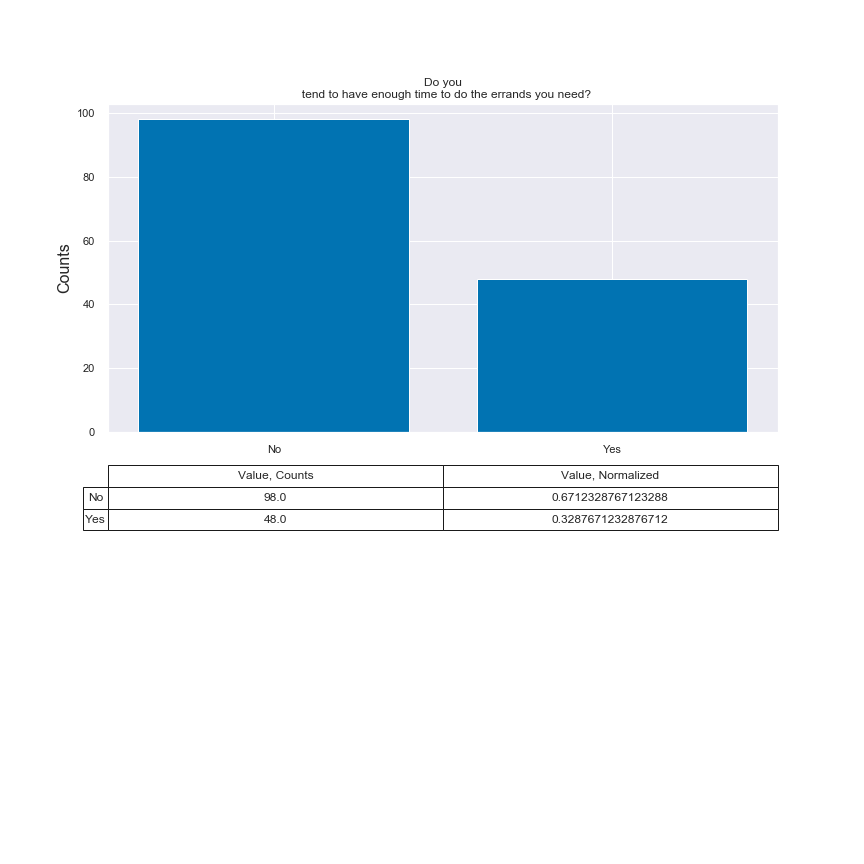 Do you
tend to have enough time to do the errands you need?
100
80
60
40
20
0
Counts
No Yes
Value, Counts Value, Normalized
No 98.0 0.6712328767123288
Yes 48.0 0.3287671232876712